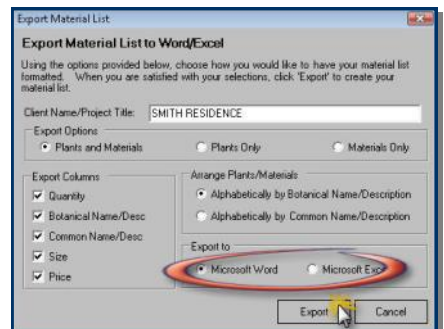 Export Material List
Export Material List to Word/Excel
Using the options provided below, choose how you would like to have your material list
formatted. When you are satisfied with your selections, click 'Export' to create your
material list.
Client Name/Project Title: SMITH RESIDENCE
Export Options
Plants and Materials Plants Only Materials Only
Export Columns
Quantity
Botanical Name/Desc
Common Name/Desc
Size
Price
Arrange Plants/Materials
Alphabetically by Botanical Name/Description
Alphabetically by Common Name/Description
Export to
Microsoft Word Microsoft Excel
Export Cancel